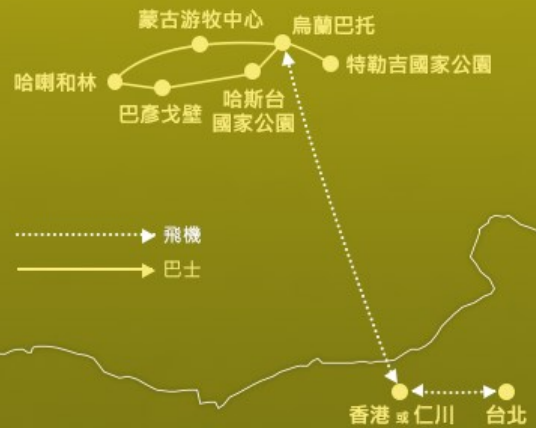 蒙古游牧中心
烏蘭巴托
特勒吉國家公園
哈喇和林
巴彥戈壁
哈斯台
國家公園
飛機
巴士
香港 或 仁川
台北